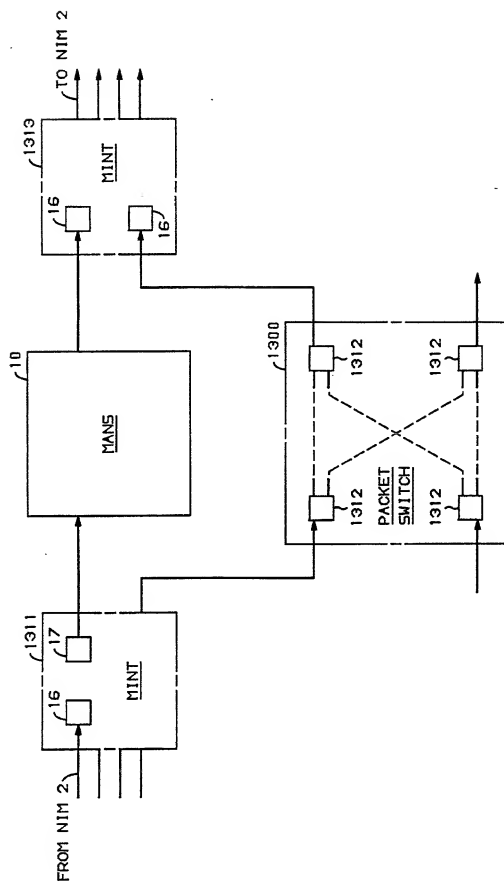 FROM NIM 2
16
17
1311
MINT
10
MANS
16
16
1313
MINT
TO NIM 2
1300
1312
1312
1312
1312
PACKET
SWITCH